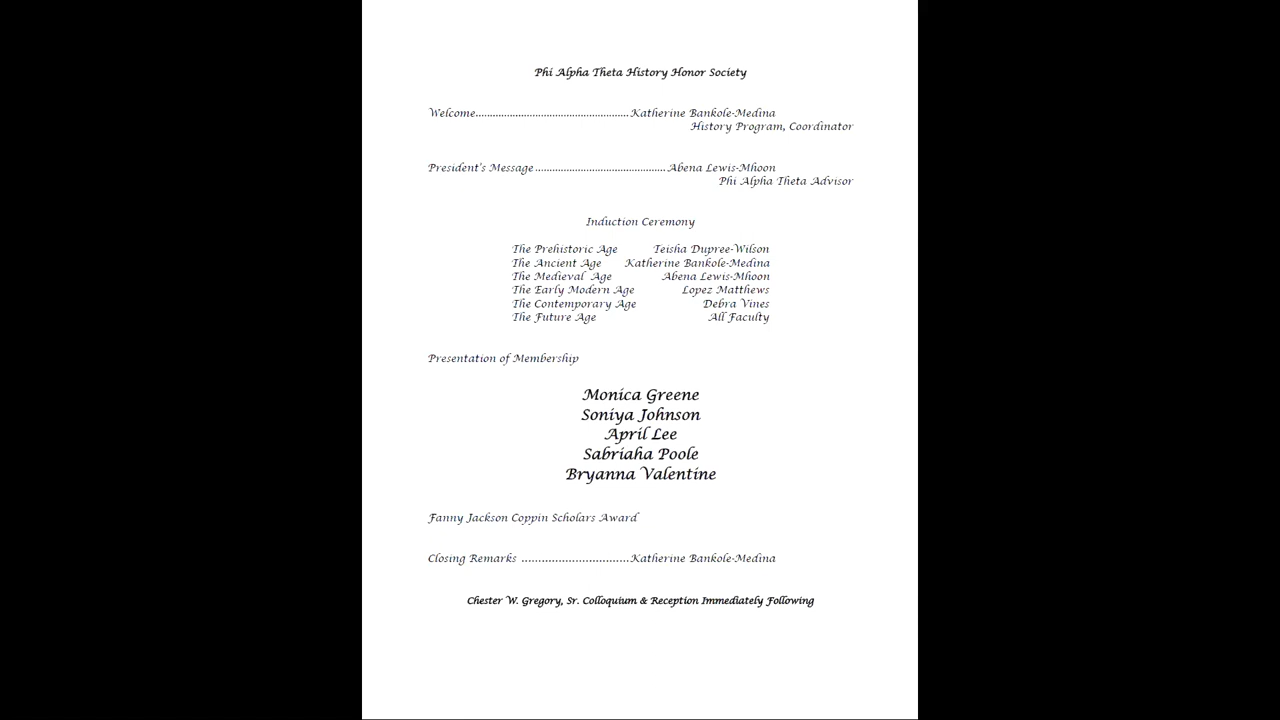 Phi Alpha Theta History Honor Society
Welcome......................................................Katherine Bankole-Medina
History Program, Coordinator
President's Message..............................................Abena Lewis-Mhoon
Phi Alpha Theta Advisor
Induction Ceremony
The Prehistoric Age Teisha Dupree-Wilson
The Ancient Age Katherine Bankole-Medina
The Medieval Age Abena Lewis-Mhoon
The Early Modern Age Lopez Matthews
The Contemporary Age Debra Vines
The Future Age All Faculty
Presentation of Membership
Monica Greene
Soniya Johnson
April Lee
Sabriaha Poole
Bryanna Valentine
Fanny Jackson Coppin Scholars Award
Closing Remarks ................................Katherine Bankole-Medina
Chester W. Gregory, Sr. Colloquium & Reception Immediately Following